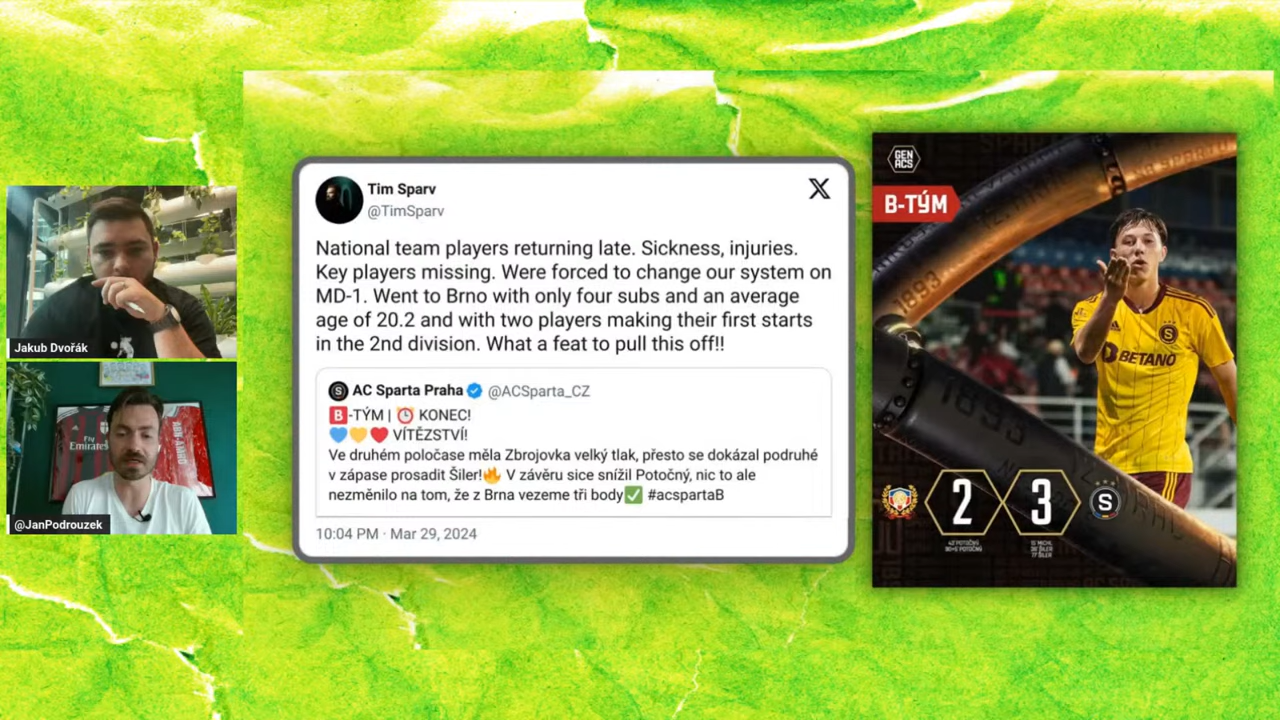 Jakub Dvořák
Fly
Emirates
@JanPodrouzek
Tim Sparv
@TimSparv
X
National team players returning late. Sickness, injuries.
Key players missing. Were forced to change our system on
MD-1. Went to Brno with only four subs and an average
age of 20.2 and with two players making their first starts
in the 2nd division. What a feat to pull this off!!
AC Sparta Praha @ACSparta_CZ
B-TÝM | KONEC!
VÍTĚZSTVÍ!
Ve druhém poločase měla Zbrojovka velký tlak, přesto se dokázal podruhé
v zápase prosadit Šiler! V závěru sice snížil Potočný, nic to ale
nezměnilo na tom, že z Brna vezeme tři body #acspartaB
10:04 PM · Mar 29, 2024
GEN
ACS
B-TÝM
1893
BETANO
S
1893
2 3
S